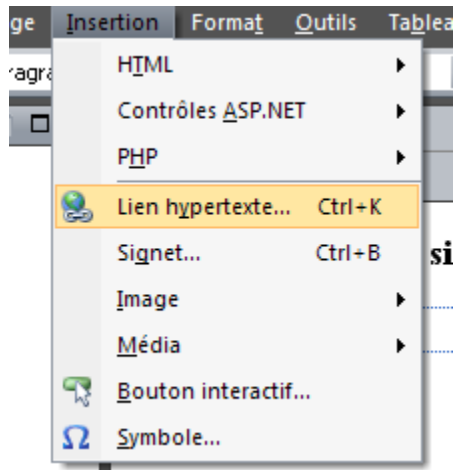 ge Insertion Format Outils Tablea
ragra
HTML
Contrôles ASP.NET
PHP
Lien hypertexte... Ctrl+K
Signet... Ctrl+B
si
Image
Média
Bouton interactif...
Symbole...